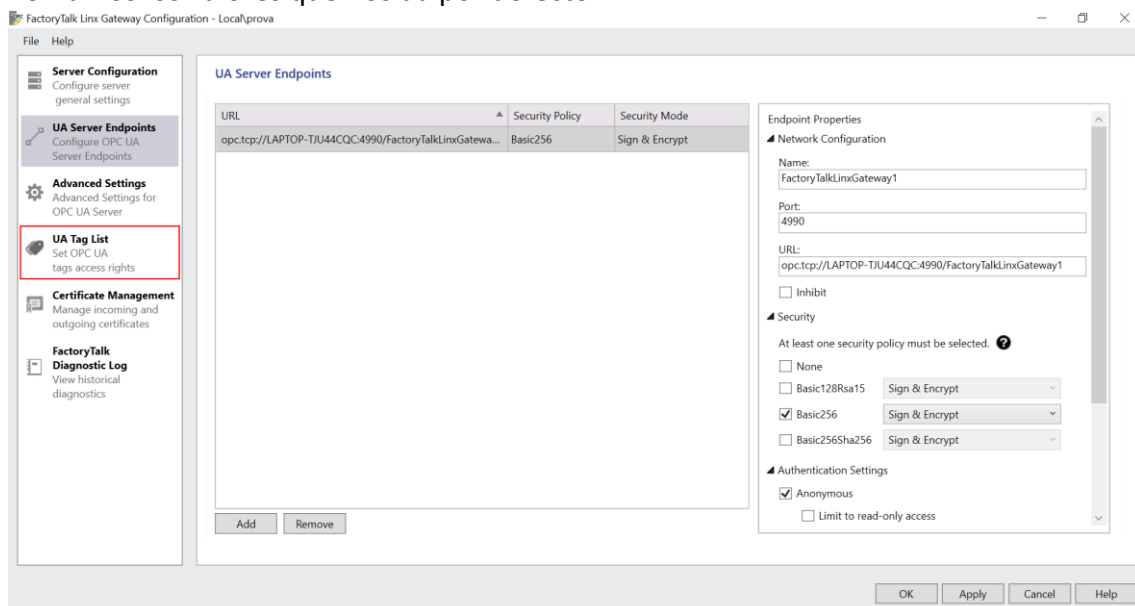 FactoryTalk Linx Gateway Configuration - Local\prova
File Help
Server Configuration
Configure server
general settings
UA Server Endpoints
Configure OPC UA
Server Endpoints
Advanced Settings
Advanced Settings for
OPC UA Server
UA Tag List
Set OPC UA
tags access rights
Certificate Management
Manage incoming and
outgoing certificates
FactoryTalk
Diagnostic Log
View historical
diagnostics
UA Server Endpoints
URL Security Policy Security Mode
opc.tcp://LAPTOP-TJU44CQC:4990/FactoryTalkLinxGatewa... Basic256 Sign & Encrypt
Add Remove
Endpoint Properties
Network Configuration
Name:
FactoryTalkLinxGateway1
Port:
4990
URL:
opc.tcp://LAPTOP-TJU44CQC:4990/FactoryTalkLinxGateway1
Inhibit
Security
At least one security policy must be selected. ?
None
Basic128Rsa15 Sign & Encrypt
Basic256 Sign & Encrypt
Basic256Sha256 Sign & Encrypt
Authentication Settings
Anonymous
Limit to read-only access
OK Apply Cancel Help